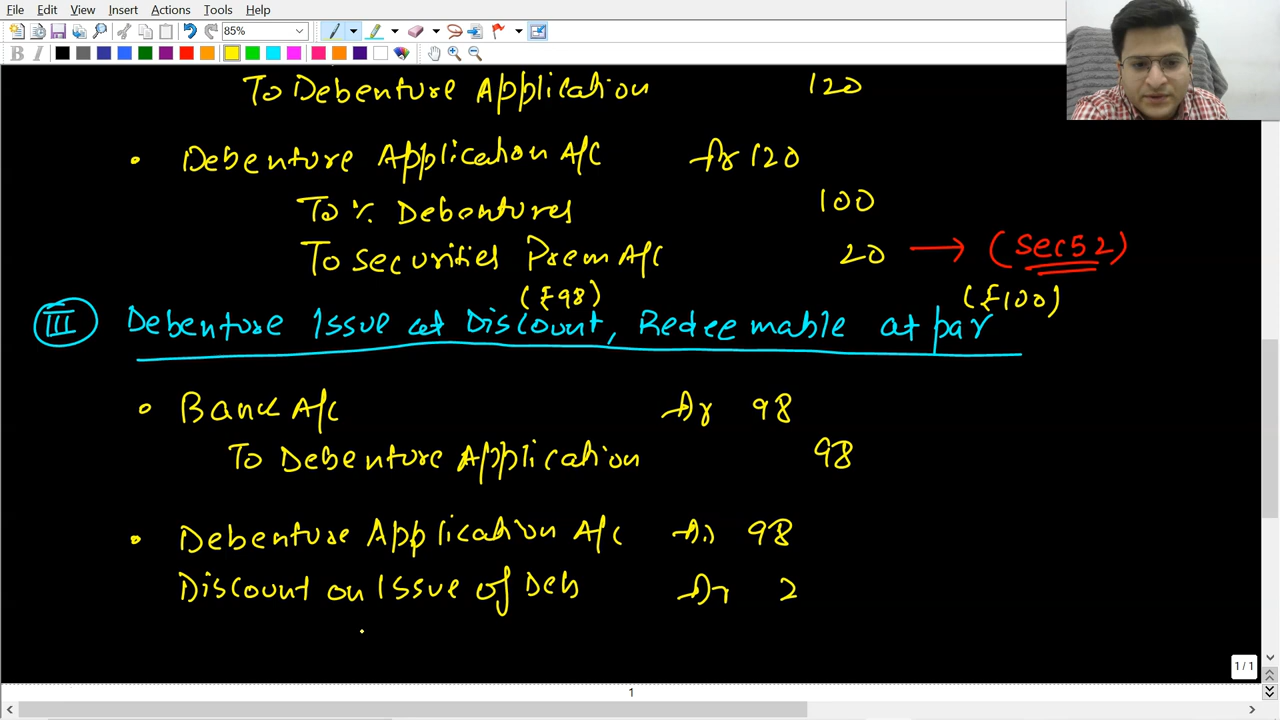 File Edit View Insert Actions Tools Help
85%
B I U
To Debenture Application 120
• Debenture Application A/c Dr 120
To % Debentures 100
To Securities Prem A/c 20 → (Sec52)
(₹98) (₹100)
III Debenture Issue at Discount, Redeemable at par
• Bank A/c Dr 98
To Debenture Application 98
• Debenture Application A/c Dr 98
Discount on Issue of Deb Dr 2
1 / 1
1